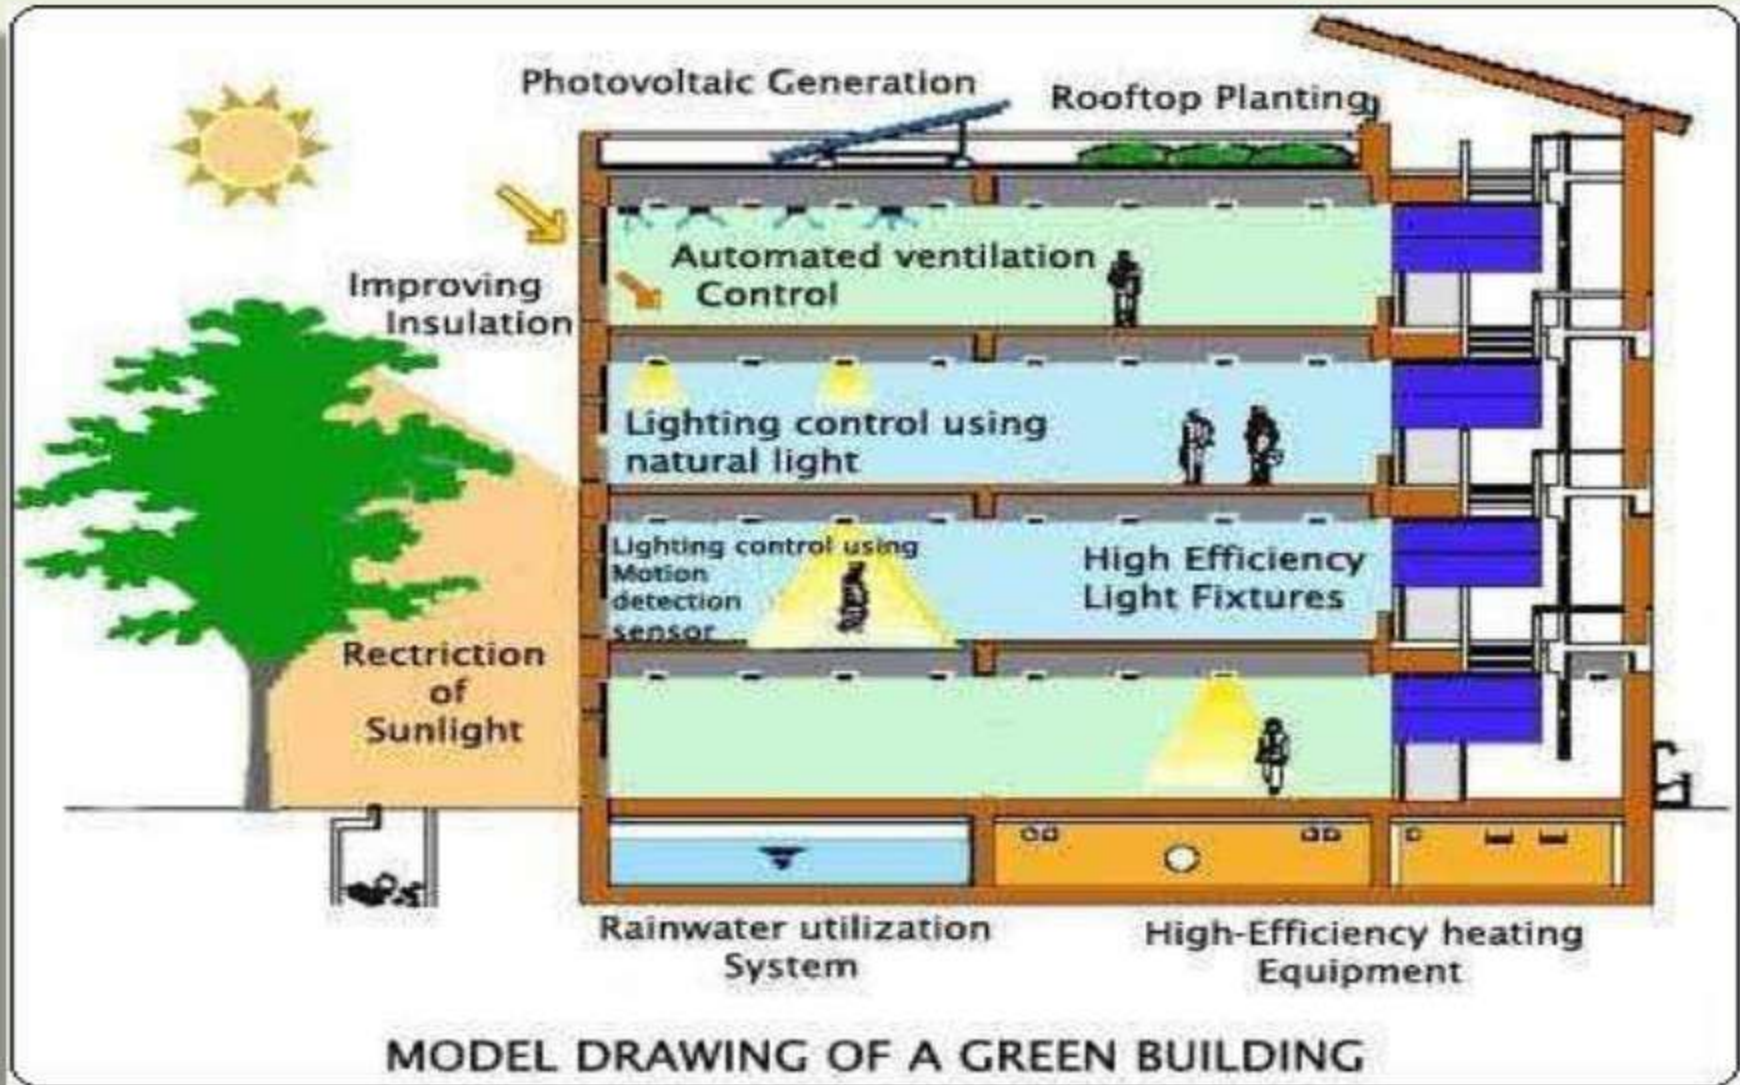 Photovoltaic Generation
Rooftop Planting
Automated ventilation
Control
Improving
Insulation
Lighting control using
natural light
Lighting control using
Motion
detection
sensor
High Efficiency
Light Fixtures
Rectriction
of
Sunlight
Rainwater utilization
System
High-Efficiency heating
Equipment
MODEL DRAWING OF A GREEN BUILDING